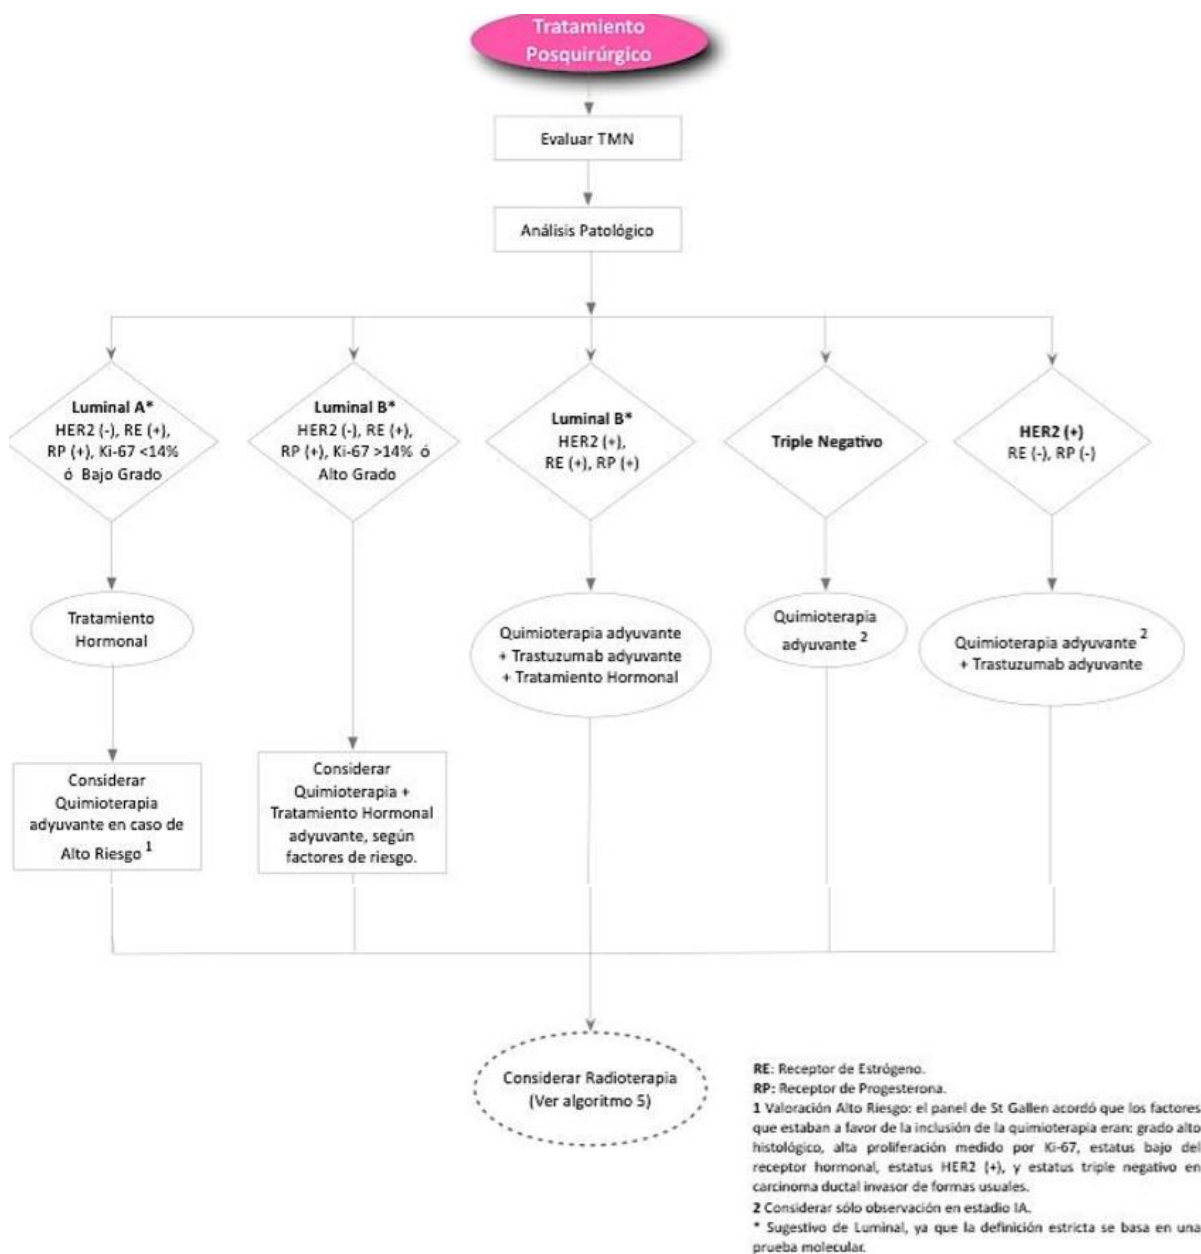 Tratamiento
Posquirúrgico
Evaluar TMN
Análisis Patológico
Luminal A*
HER2 (-), RE (+),
RP (+), Ki-67 <14%
ó Bajo Grado
Luminal B*
HER2 (-), RE (+),
RP (+), Ki-67 >14% ó
Alto Grado
Luminal B*
HER2 (+),
RE (+), RP (+)
Triple Negativo
HER2 (+)
RE (-), RP (-)
Tratamiento
Hormonal
Quimioterapia adyuvante
+ Trastuzumab adyuvante
+ Tratamiento Hormonal
Quimioterapia
adyuvante 2
Quimioterapia adyuvante 2
+ Trastuzumab adyuvante
Considerar
Quimioterapia
adyuvante en caso de
Alto Riesgo 1
Considerar
Quimioterapia +
Tratamiento Hormonal
adyuvante, según
factores de riesgo.
Considerar Radioterapia
(Ver algoritmo 5)
RE: Receptor de Estrógeno.
RP: Receptor de Progesterona.
1 Valoración Alto Riesgo: el panel de St Gallen acordó que los factores
que estaban a favor de la inclusión de la quimioterapia eran: grado alto
histológico, alta proliferación medido por Ki-67, estatus bajo del
receptor hormonal, estatus HER2 (+), y estatus triple negativo en
carcinoma ductal invasor de formas usuales.
2 Considerar sólo observación en estadio IA.
* Sugestivo de Luminal, ya que la definición estricta se basa en una
prueba molecular.